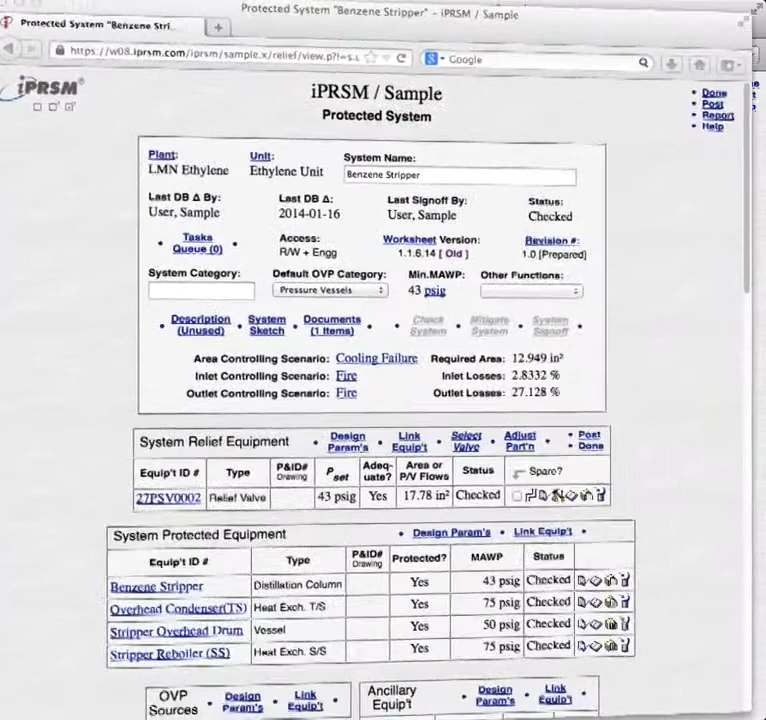 Protected System "Benzene Stripper" - iPRSM / Sample
Protected System "Benzene Stri...
https://w08.iprsm.com/iprsm/sample.x/relief/view.p?l=s.u
Google
iPRSM®
iPRSM / Sample
Protected System
Done
Post
Report
Help
Plant: Unit: System Name:
LMN Ethylene Ethylene Unit Benzene Stripper
Last DB Δ By: Last DB Δ: Last Signoff By: Status:
User, Sample 2014-01-16 User, Sample Checked
Tasks Access: Worksheet Version: Revision #:
Queue (0) R/W + Engg 1.1.6.14 [ Old ] 1.0 [Prepared]
System Category: Default OVP Category: Min.MAWP: Other Functions:
Pressure Vessels 43 psig
Description System Documents Check Mitigate System
(Unused) Sketch (1 Items) System System Signoff
Area Controlling Scenario: Cooling Failure Required Area: 12.949 in²
Inlet Controlling Scenario: Fire Inlet Losses: 2.8332 %
Outlet Controlling Scenario: Fire Outlet Losses: 27.128 %
System Relief Equipment Design Param's Link Equip't Select Valve Adjust Part'n Post Done
Equip't ID # Type P&ID# Drawing Pset Adeq-uate? Area or P/V Flows Status Spare?
27PSV0002 Relief Valve 43 psig Yes 17.78 in² Checked
System Protected Equipment Design Param's Link Equip't
Equip't ID # Type P&ID# Drawing Protected? MAWP Status
Benzene Stripper Distillation Column Yes 43 psig Checked
Overhead Condenser(TS) Heat Exch. T/S Yes 75 psig Checked
Stripper Overhead Drum Vessel Yes 50 psig Checked
Stripper Reboiler (SS) Heat Exch. S/S Yes 75 psig Checked
OVP Sources Design Param's Link Equip't Ancillary Equip't Design Param's Link Equip't